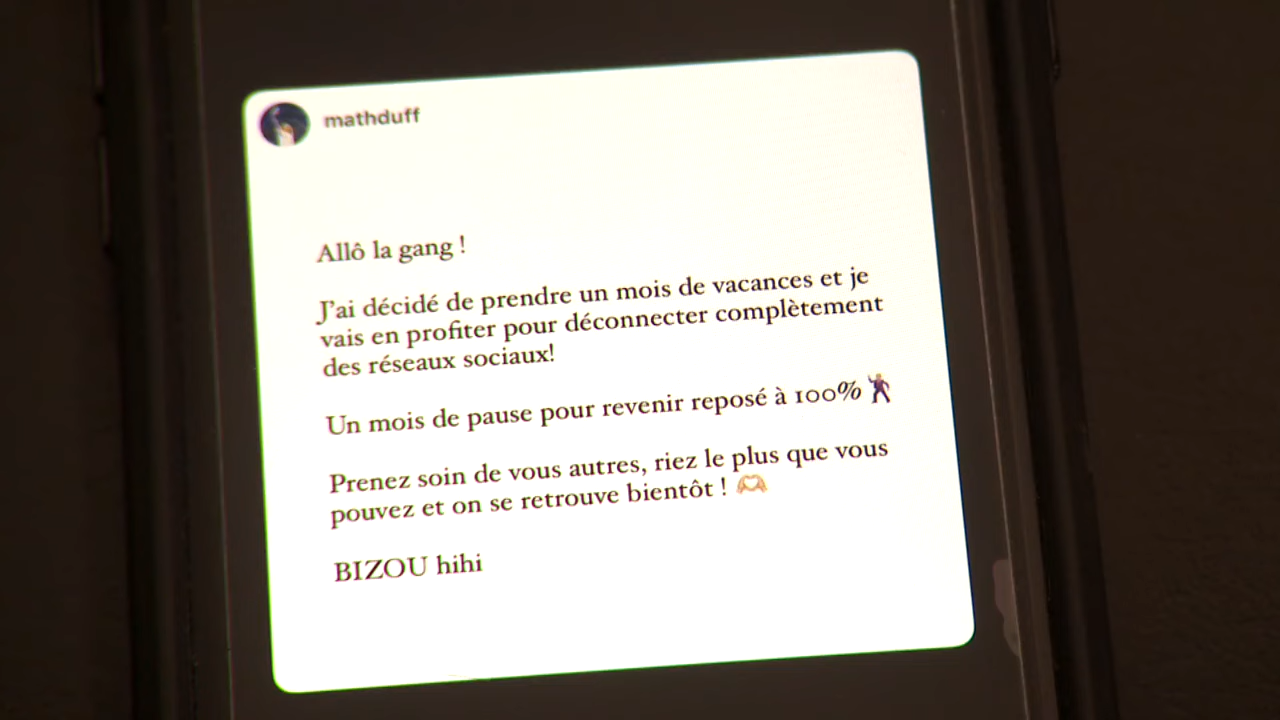 mathduff
Allô la gang !
J'ai décidé de prendre un mois de vacances et je
vais en profiter pour déconnecter complètement
des réseaux sociaux!
Un mois de pause pour revenir reposé à 100% 🕺
Prenez soin de vous autres, riez le plus que vous
pouvez et on se retrouve bientôt ! 🫶
BIZOU hihi